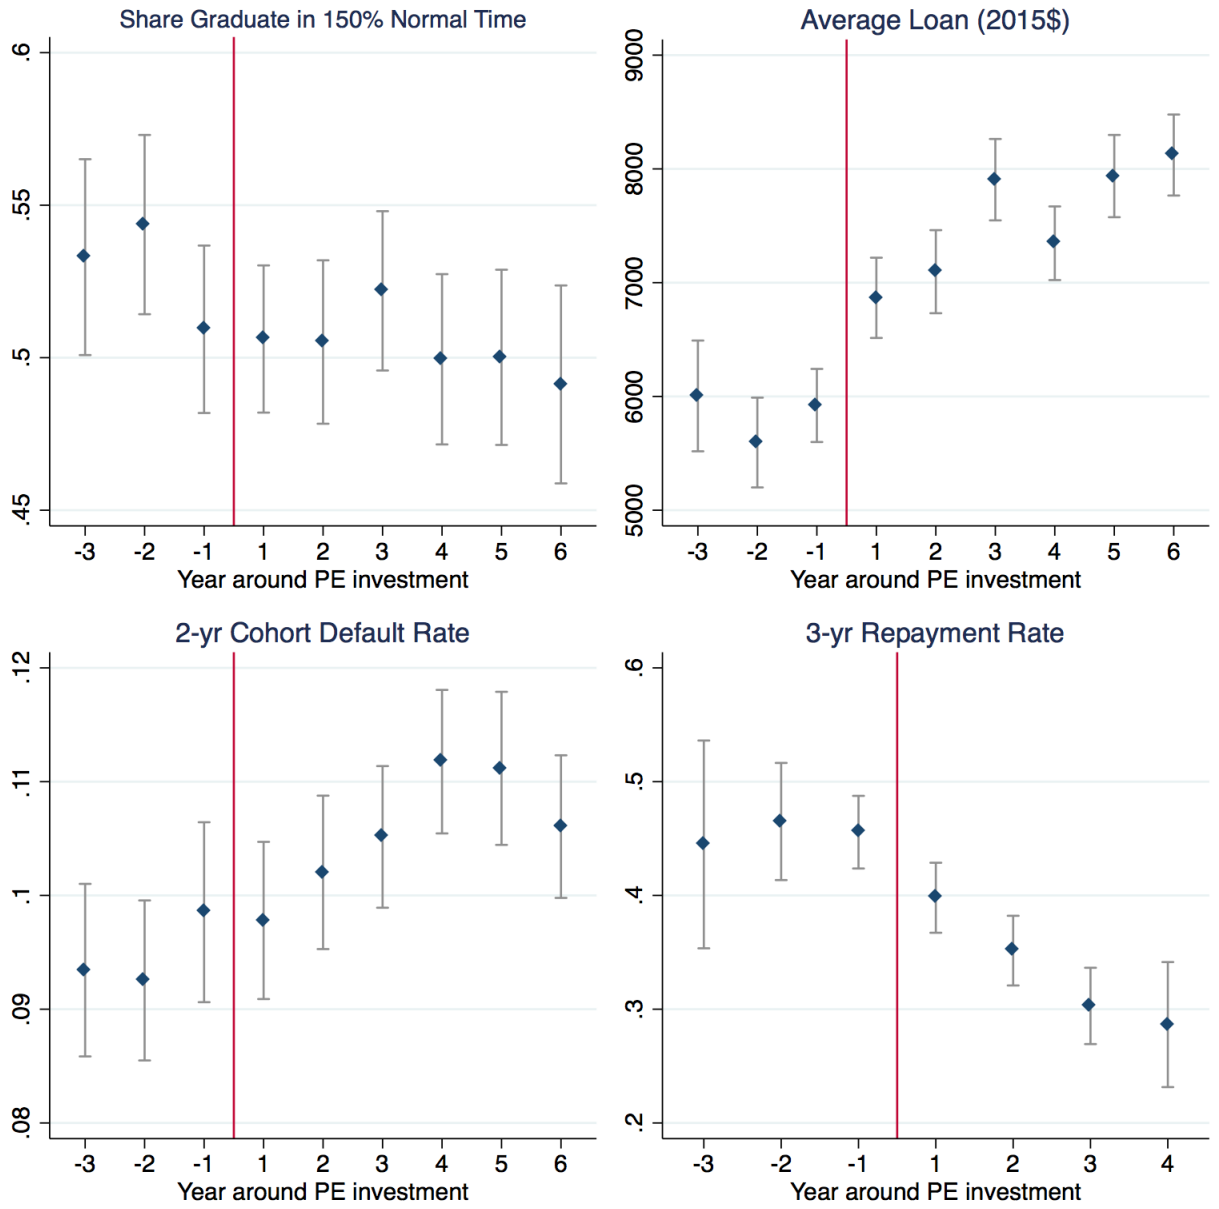 Share Graduate in 150% Normal Time
.6
.55
.5
.45
-3 -2 -1 1 2 3 4 5 6
Year around PE investment
Average Loan (2015$)
9000
8000
7000
6000
5000
-3 -2 -1 1 2 3 4 5 6
Year around PE investment
2-yr Cohort Default Rate
.12
.11
.1
.09
.08
-3 -2 -1 1 2 3 4 5 6
Year around PE investment
3-yr Repayment Rate
.6
.5
.4
.3
.2
-3 -2 -1 1 2 3 4
Year around PE investment